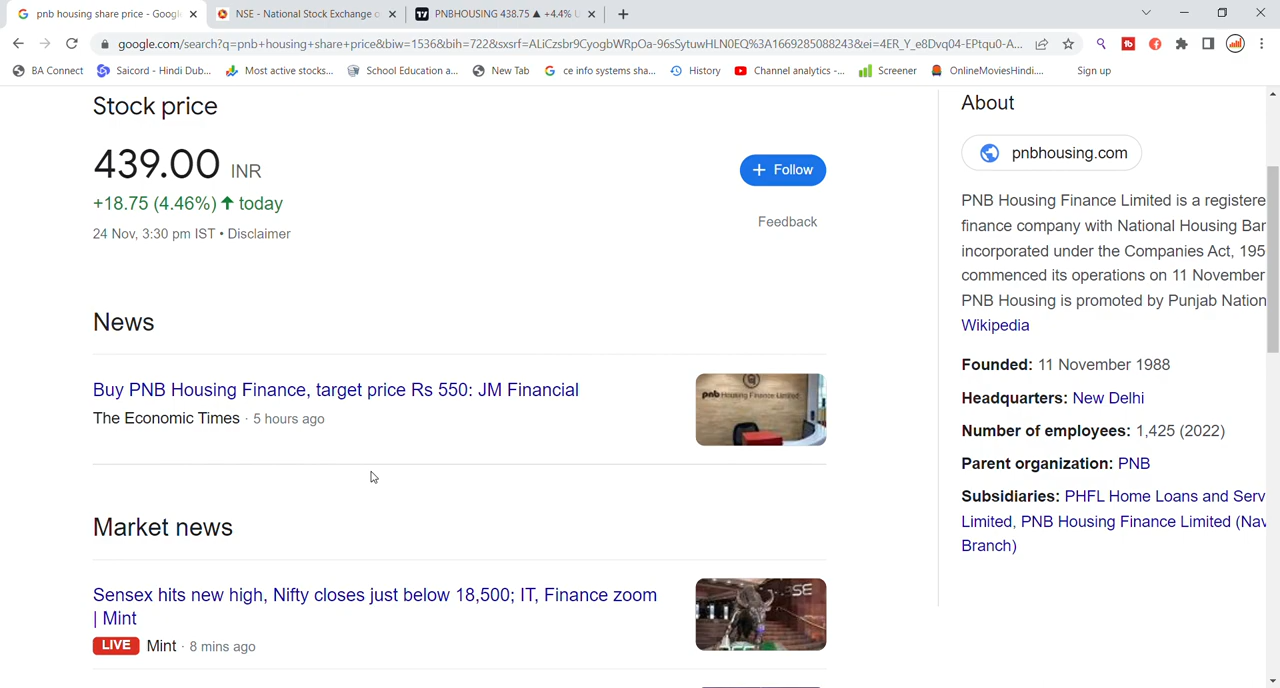 pnb housing share price - Google
NSE - National Stock Exchange o
PNBHOUSING 438.75 ▲ +4.4%
google.com/search?q=pnb+housing+share+price&biw=1536&bih=722&sxsrf=ALiCzsbr9CyogbWRpOa-96sSytuwHLN0EQ%3A1669285088243&ei=4ER_Y_e8Dvq04-EPtqu0-A...
BA Connect
Saicord - Hindi Dub...
Most active stocks...
School Education a...
New Tab
ce info systems sha...
History
Channel analytics -...
Screener
OnlineMoviesHindi....
Sign up
Stock price
439.00 INR
+18.75 (4.46%) ↑ today
24 Nov, 3:30 pm IST • Disclaimer
+ Follow
Feedback
News
Buy PNB Housing Finance, target price Rs 550: JM Financial
The Economic Times · 5 hours ago
pnb Housing Finance Limited
Market news
Sensex hits new high, Nifty closes just below 18,500; IT, Finance zoom
| Mint
LIVE Mint · 8 mins ago
About
pnbhousing.com
PNB Housing Finance Limited is a registere
finance company with National Housing Ban
incorporated under the Companies Act, 195
commenced its operations on 11 November
PNB Housing is promoted by Punjab Nation
Wikipedia
Founded: 11 November 1988
Headquarters: New Delhi
Number of employees: 1,425 (2022)
Parent organization: PNB
Subsidiaries: PHFL Home Loans and Serv
Limited, PNB Housing Finance Limited (Nav
Branch)